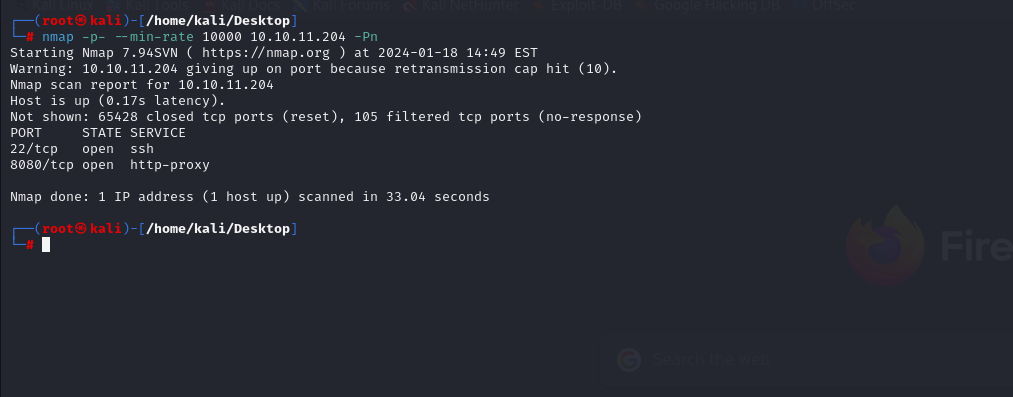 Kali Linux Kali Tools Kali Docs Kali Forums Kali NetHunter Exploit-DB Google Hacking DB OffSec
┌──(root㉿kali)-[/home/kali/Desktop]
└─# nmap -p- --min-rate 10000 10.10.11.204 -Pn
Starting Nmap 7.94SVN ( https://nmap.org ) at 2024-01-18 14:49 EST
Warning: 10.10.11.204 giving up on port because retransmission cap hit (10).
Nmap scan report for 10.10.11.204
Host is up (0.17s latency).
Not shown: 65428 closed tcp ports (reset), 105 filtered tcp ports (no-response)
PORT     STATE SERVICE
22/tcp   open  ssh
8080/tcp open  http-proxy
Nmap done: 1 IP address (1 host up) scanned in 33.04 seconds
┌──(root㉿kali)-[/home/kali/Desktop]
└─#
Fire
Search the web